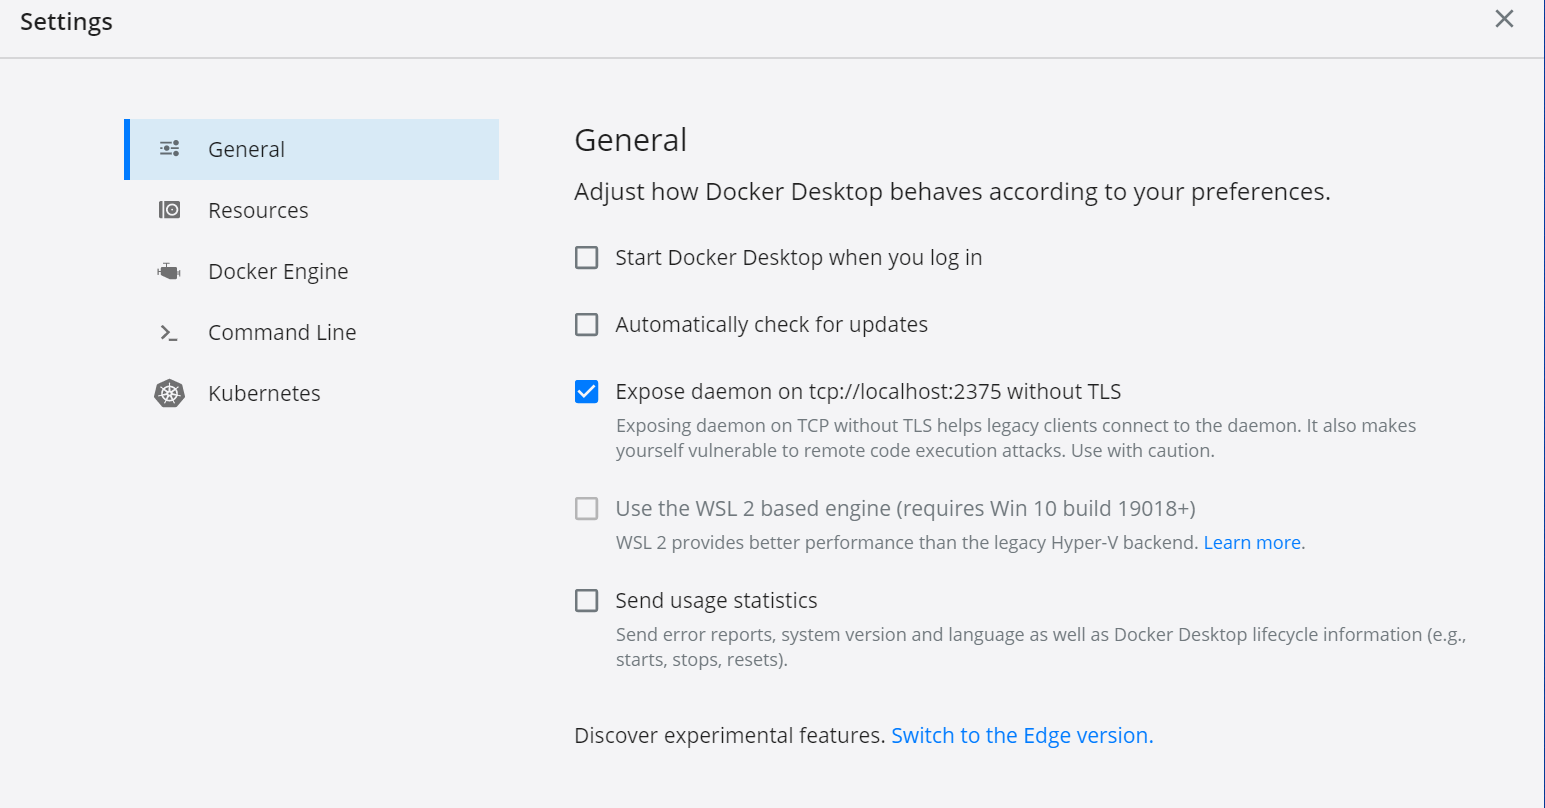 Settings
General
Resources
Docker Engine
Command Line
Kubernetes
General
Adjust how Docker Desktop behaves according to your preferences.
Start Docker Desktop when you log in
Automatically check for updates
Expose daemon on tcp://localhost:2375 without TLS
Exposing daemon on TCP without TLS helps legacy clients connect to the daemon. It also makes
yourself vulnerable to remote code execution attacks. Use with caution.
Use the WSL 2 based engine (requires Win 10 build 19018+)
WSL 2 provides better performance than the legacy Hyper-V backend. Learn more.
Send usage statistics
Send error reports, system version and language as well as Docker Desktop lifecycle information (e.g.,
starts, stops, resets).
Discover experimental features. Switch to the Edge version.